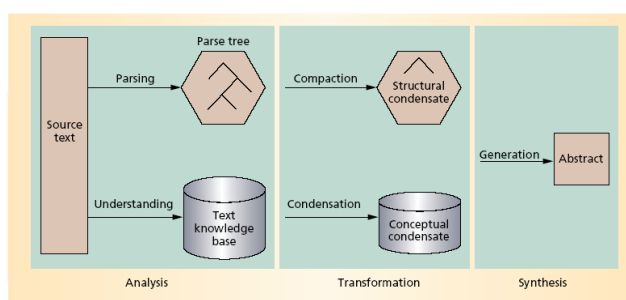 Parse tree
Parsing
Compaction
Structural
condensate
Source
text
Generation
Abstract
Understanding
Text
knowledge
base
Condensation
Conceptual
condensate
Analysis
Transformation
Synthesis